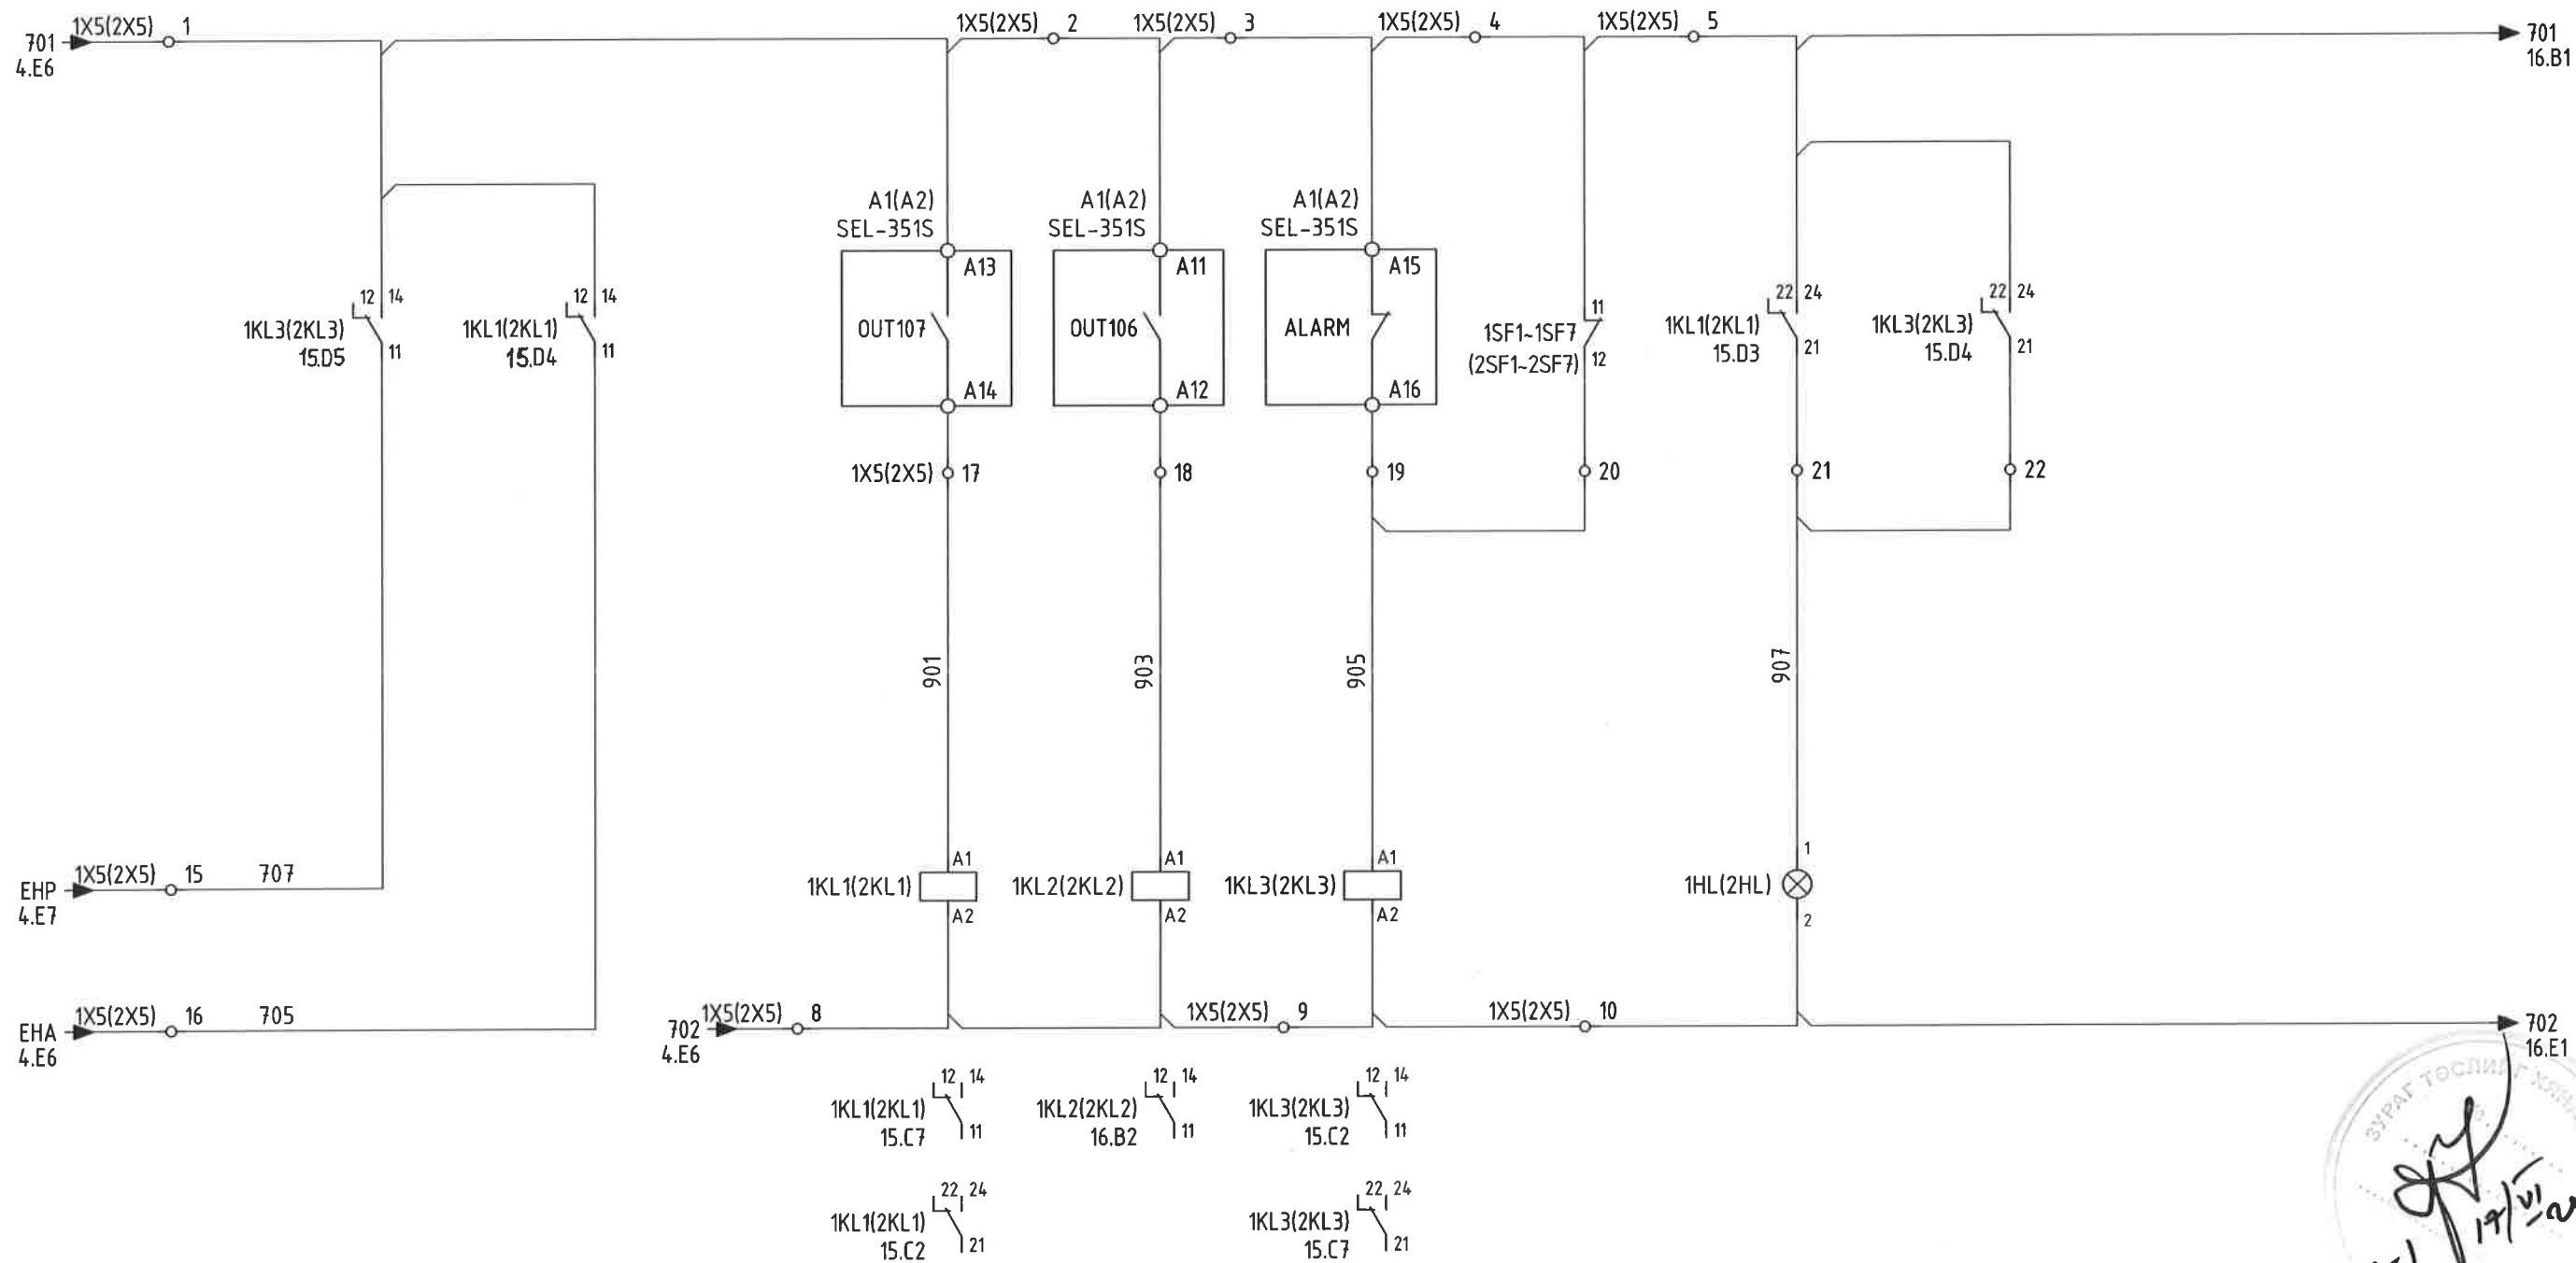 1X5(2X5) 1
701
4.E6
1X5(2X5) 2
1X5(2X5) 3
1X5(2X5) 4
1X5(2X5) 5
701
16.B1
A1(A2)
SEL-351S
A13
OUT107
A14
A1(A2)
SEL-351S
A11
OUT106
A12
A1(A2)
SEL-351S
A15
ALARM
A16
12 14
1KL3(2KL3)
15.D5
11
12 14
1KL1(2KL1)
15.D4
11
11
1SF1~1SF7
(2SF1~2SF7)
12
22 24
1KL1(2KL1)
15.D3
21
22 24
1KL3(2KL3)
15.D4
21
1X5(2X5) 17
18
19
20
21
22
901
903
905
907
EHP
4.E7
1X5(2X5) 15 707
A1
1KL1(2KL1)
A2
A1
1KL2(2KL2)
A2
A1
1KL3(2KL3)
A2
1
1HL(2HL)
2
EHA
4.E6
1X5(2X5) 16 705
702
4.E6
1X5(2X5) 8
1X5(2X5) 9
1X5(2X5) 10
702
16.E1
12 14
1KL1(2KL1)
15.C7
11
12 14
1KL2(2KL2)
16.B2
11
12 14
1KL3(2KL3)
15.C2
11
22 24
1KL1(2KL1)
15.C2
21
22 24
1KL3(2KL3)
15.C7
21
ЗУРАГ ТӨСЛИЙГ